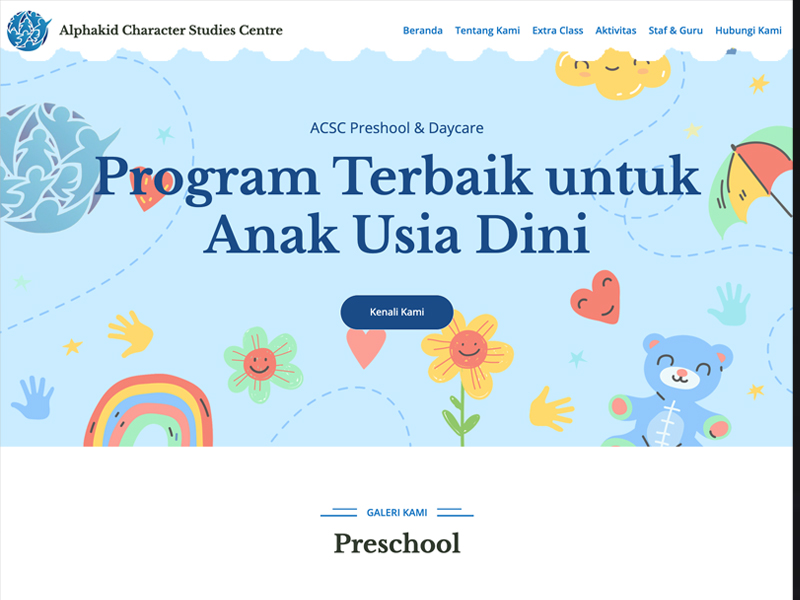 Alphakid Character Studies Centre
Beranda Tentang Kami Extra Class Aktivitas Staf & Guru Hubungi Kami
ACSC Preshool & Daycare
Program Terbaik untuk
Anak Usia Dini
Kenali Kami
GALERI KAMI
Preschool